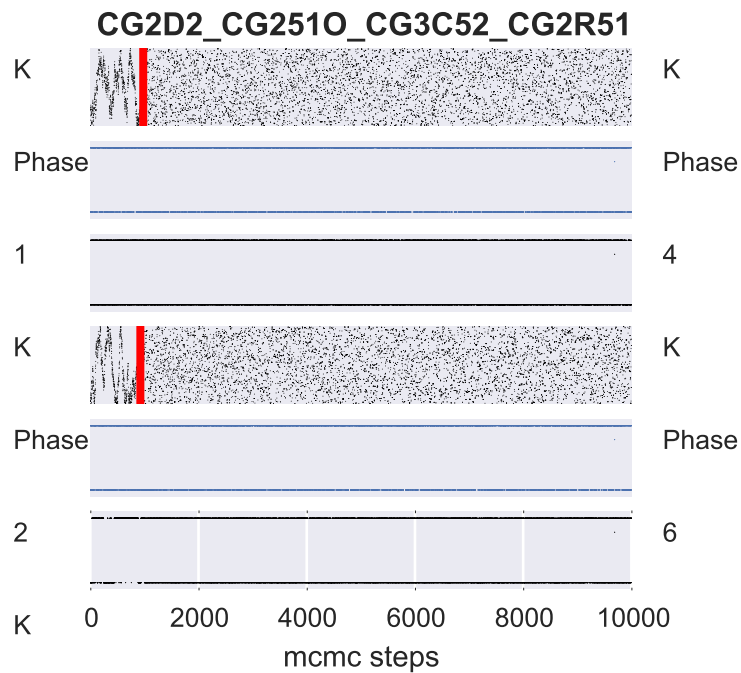 CG2D2_CG251O_CG3C52_CG2R51
K K
Phase Phase
1 4
K K
Phase Phase
2 6
0 2000 4000 6000 8000 10000
K
mcmc steps